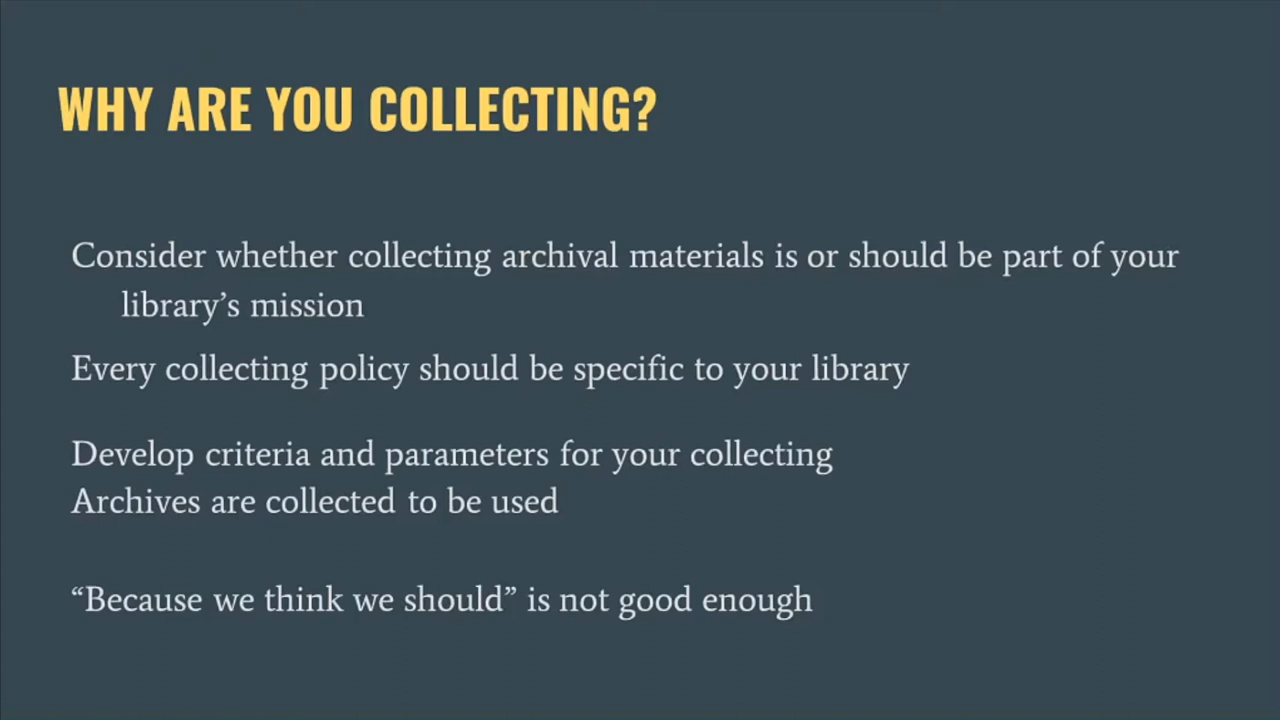 WHY ARE YOU COLLECTING?
Consider whether collecting archival materials is or should be part of your
library’s mission
Every collecting policy should be specific to your library
Develop criteria and parameters for your collecting
Archives are collected to be used
“Because we think we should” is not good enough